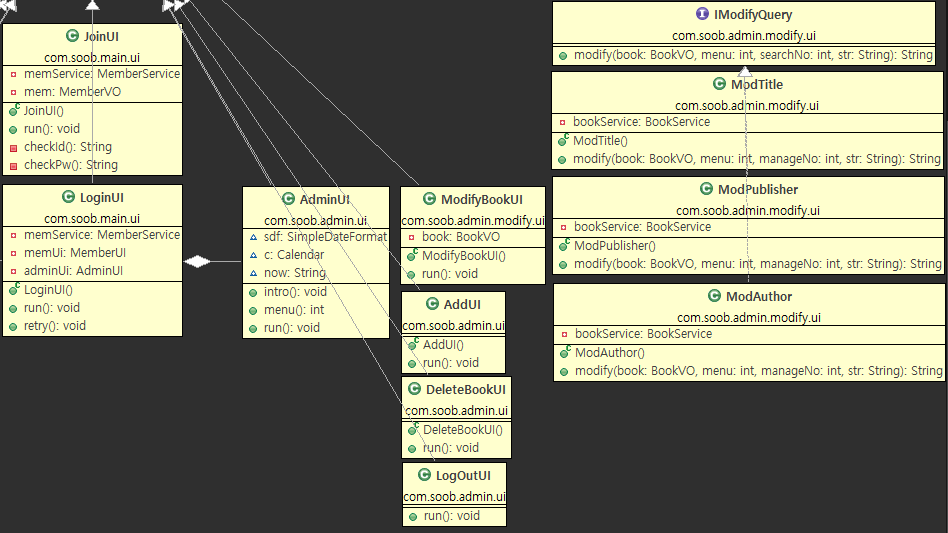 JoinUI
com.soob.main.ui
memService: MemberService
mem: MemberVO
JoinUI()
run(): void
checkId(): String
checkPw(): String
LoginUI
com.soob.main.ui
memService: MemberService
memUi: MemberUI
adminUi: AdminUI
LoginUI()
run(): void
retry(): void
AdminUI
com.soob.admin.ui
sdf: SimpleDateFormat
c: Calendar
now: String
intro(): void
menu(): int
run(): void
ModifyBookUI
com.soob.admin.modify.ui
book: BookVO
ModifyBookUI()
run(): void
AddUI
com.soob.admin.ui
AddUI()
run(): void
DeleteBookUI
com.soob.admin.ui
DeleteBookUI()
run(): void
LogOutUI
com.soob.admin.ui
run(): void
IModifyQuery
com.soob.admin.modify.ui
modify(book: BookVO, menu: int, searchNo: int, str: String): String
ModTitle
com.soob.admin.modify.ui
bookService: BookService
ModTitle()
modify(book: BookVO, menu: int, manageNo: int, str: String): String
ModPublisher
com.soob.admin.modify.ui
bookService: BookService
ModPublisher()
modify(book: BookVO, menu: int, manageNo: int, str: String): String
ModAuthor
com.soob.admin.modify.ui
bookService: BookService
ModAuthor()
modify(book: BookVO, menu: int, manageNo: int, str: String): String